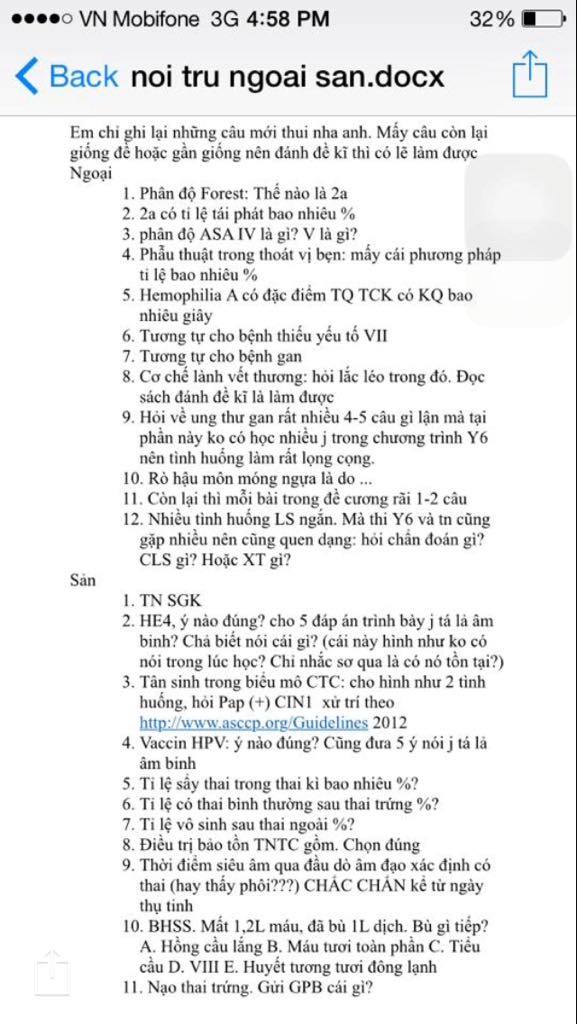 VN Mobifone 3G 4:58 PM 32%
Back noi tru ngoai san.docx
Em chỉ ghi lại những câu mới thui nha anh. Mấy câu còn lại
giống đề hoặc gần giống nên đánh đề kĩ thì có lẽ làm được
Ngoại
1. Phân độ Forest: Thế nào là 2a
2. 2a có tỉ lệ tái phát bao nhiêu %
3. phân độ ASA IV là gì? V là gì?
4. Phẫu thuật trong thoát vị bẹn: mấy cái phương pháp
tỉ lệ bao nhiêu %
5. Hemophilia A có đặc điểm TQ TCK có KQ bao
nhiêu giây
6. Tương tự cho bệnh thiếu yếu tố VII
7. Tương tự cho bệnh gan
8. Cơ chế lành vết thương: hỏi lắc léo trong đó. Đọc
sách đánh đề kĩ là làm được
9. Hỏi về ung thư gan rất nhiều 4-5 câu gì lận mà tại
phần này ko có học nhiều j trong chương trình Y6
nên tình huống làm rất lọng cọng.
10. Rò hậu môn móng ngựa là do ...
11. Còn lại thì mỗi bài trong đề cương rãi 1-2 câu
12. Nhiều tình huống LS ngắn. Mà thi Y6 và tn cũng
gặp nhiều nên cũng quen dạng: hỏi chẩn đoán gì?
CLS gì? Hoặc XT gì?
Sản
1. TN SGK
2. HE4, ý nào đúng? cho 5 đáp án trình bày j tá lả âm
binh? Chả biết nói cái gì? (cái này hình như ko có
nói trong lúc học? Chỉ nhắc sơ qua là có nó tồn tại?)
3. Tân sinh trong biểu mô CTC: cho hình như 2 tình
huống, hỏi Pap (+) CIN1 xử trí theo
http://www.asccp.org/Guidelines 2012
4. Vaccin HPV: ý nào đúng? Cũng đưa 5 ý nói j tá lả
âm binh
5. Tỉ lệ sẩy thai trong thai kì bao nhiêu %?
6. Tỉ lệ có thai bình thường sau thai trứng %?
7. Tỉ lệ vô sinh sau thai ngoài %?
8. Điều trị bảo tồn TNTC gồm. Chọn đúng
9. Thời điểm siêu âm qua đầu dò âm đạo xác định có
thai (hay thấy phôi???) CHẮC CHẮN kể từ ngày
thụ tinh
10. BHSS. Mất 1,2L máu, đã bù 1L dịch. Bù gì tiếp?
A. Hồng cầu lắng B. Máu tươi toàn phần C. Tiểu
cầu D. VIII E. Huyết tương tươi đông lạnh
11. Nạo thai trứng. Gửi GPB cái gì?